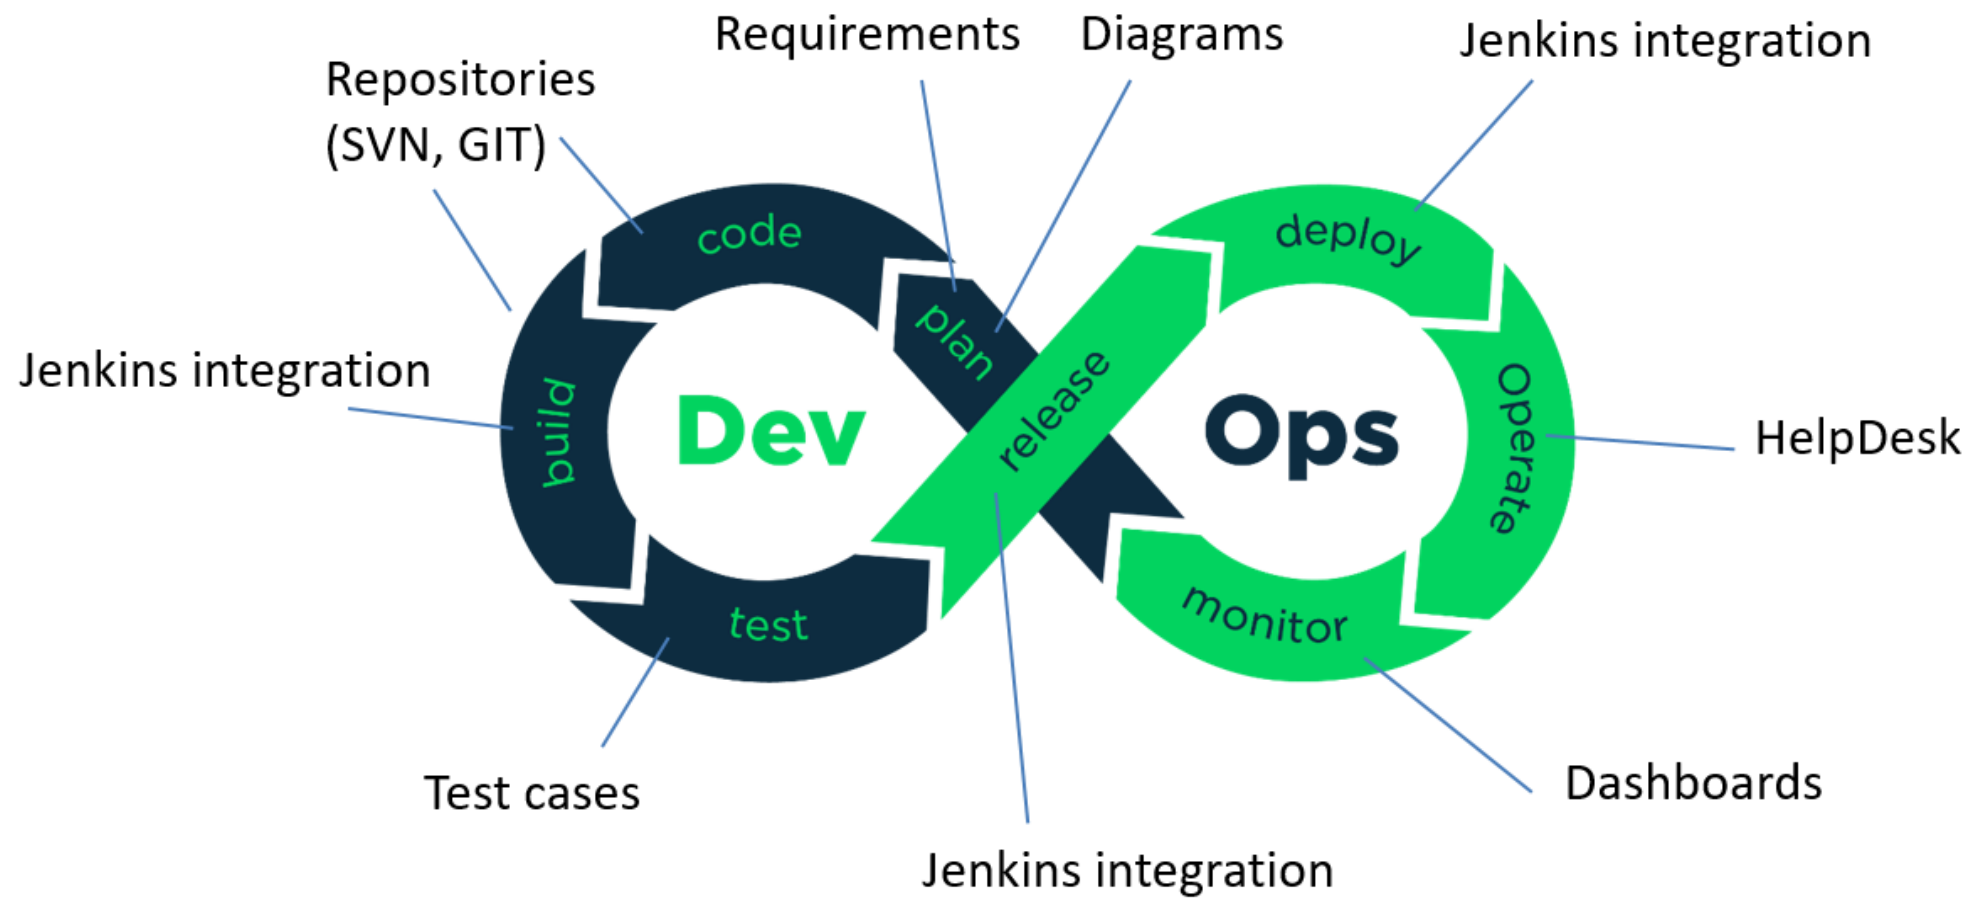 Requirements
Diagrams
Jenkins integration
Repositories
(SVN, GIT)
code
deploy
plan
Jenkins integration
build
Dev
release
Ops
Operate
HelpDesk
test
monitor
Test cases
Dashboards
Jenkins integration